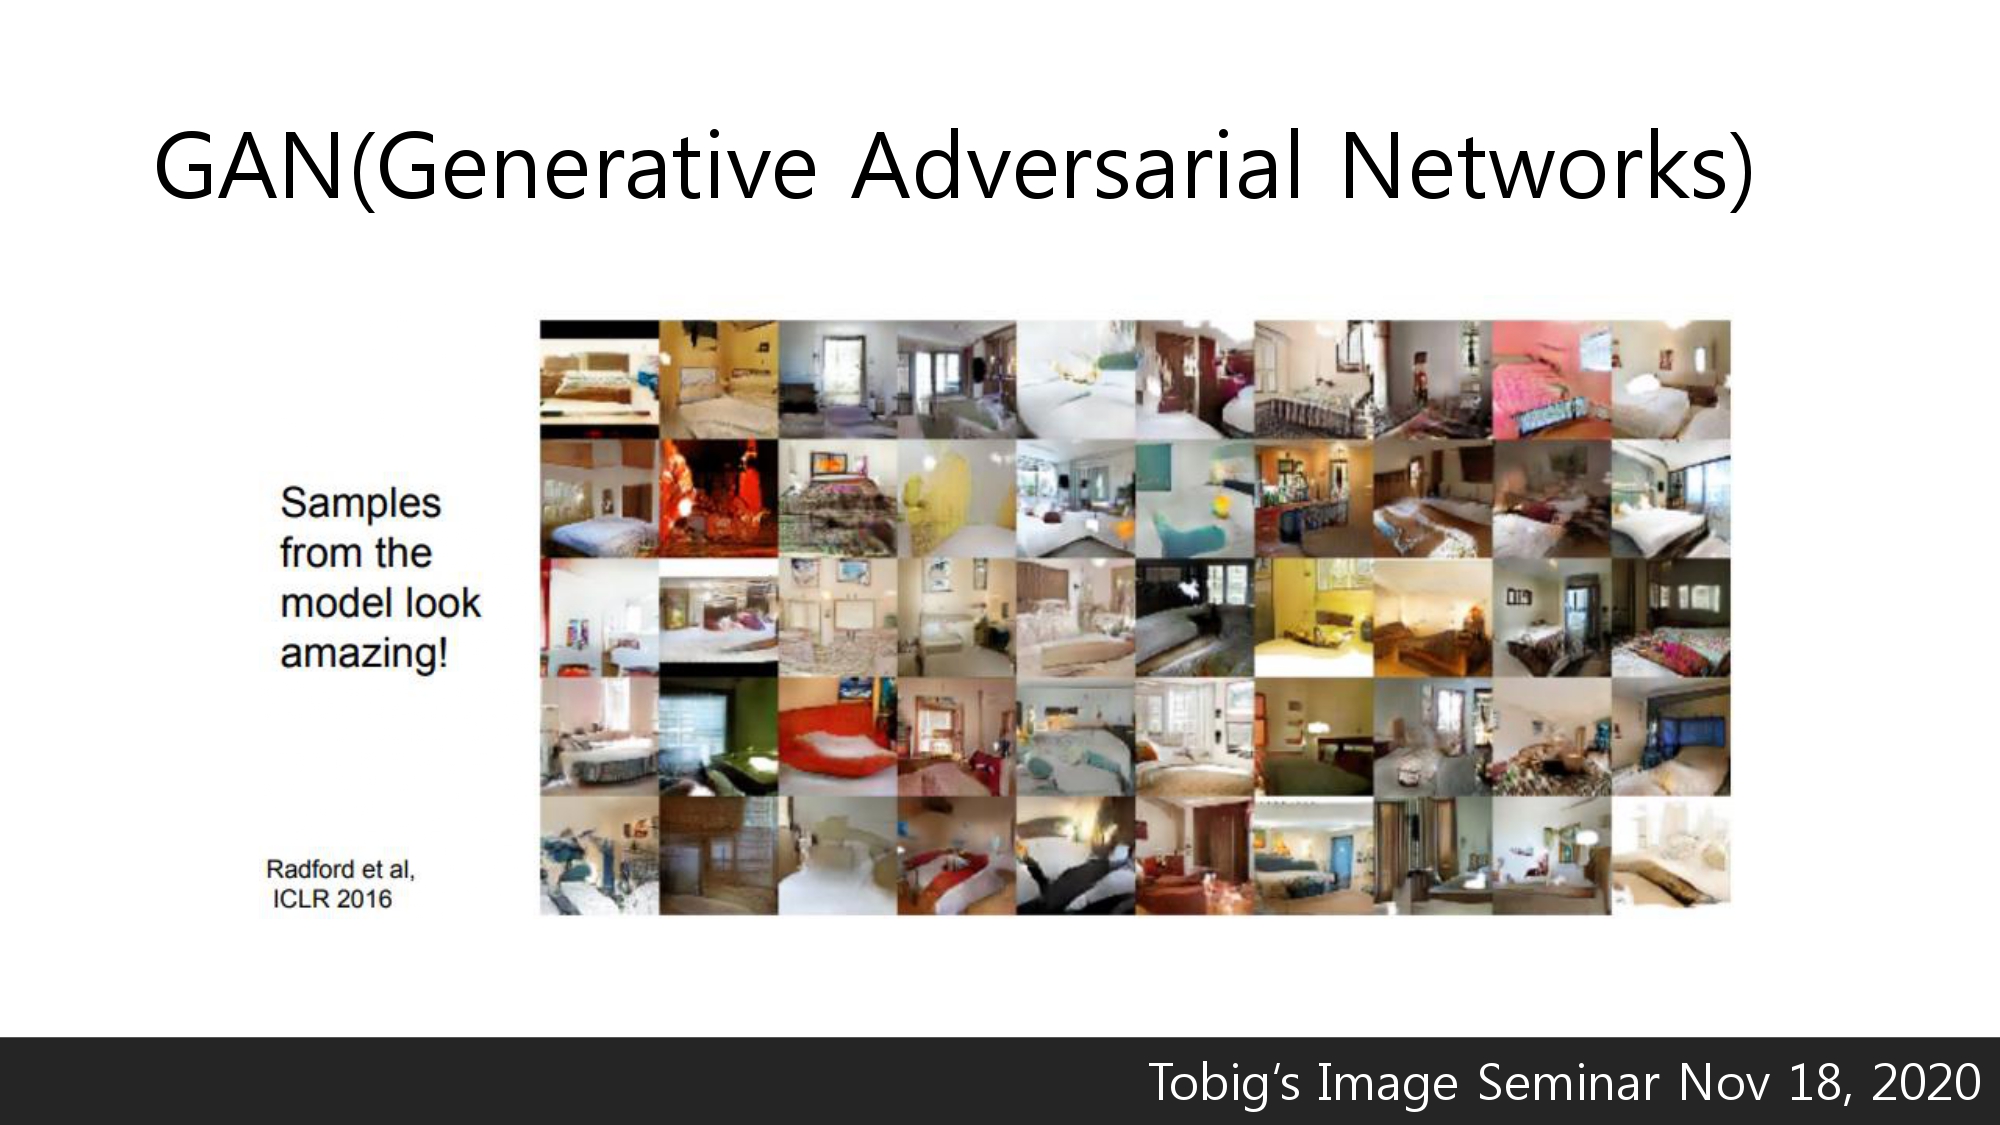 GAN(Generative Adversarial Networks)
Samples
from the
model look
amazing!
Radford et al,
ICLR 2016
Tobig's Image Seminar Nov 18, 2020